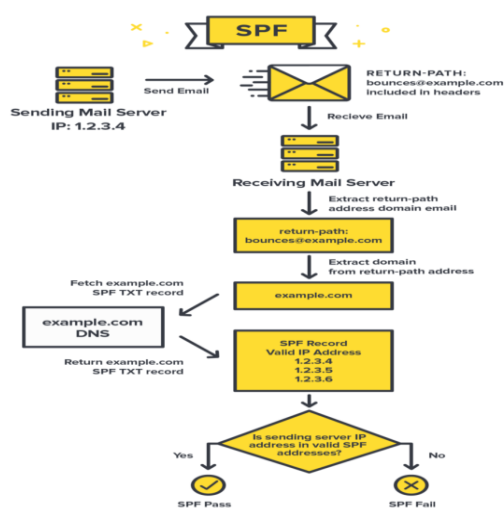 SPF
Send Email
RETURN-PATH:
bounces@example.com
included in headers
Sending Mail Server
IP: 1.2.3.4
Recieve Email
Receiving Mail Server
Extract return-path
address domain email
return-path:
bounces@example.com
Extract domain
from return-path address
Fetch example.com
SPF TXT record
example.com
example.com
DNS
Return example.com
SPF TXT record
SPF Record
Valid IP Address
1.2.3.4
1.2.3.5
1.2.3.6
Is sending server IP
address in valid SPF
addresses?
Yes
No
SPF Pass
SPF Fail